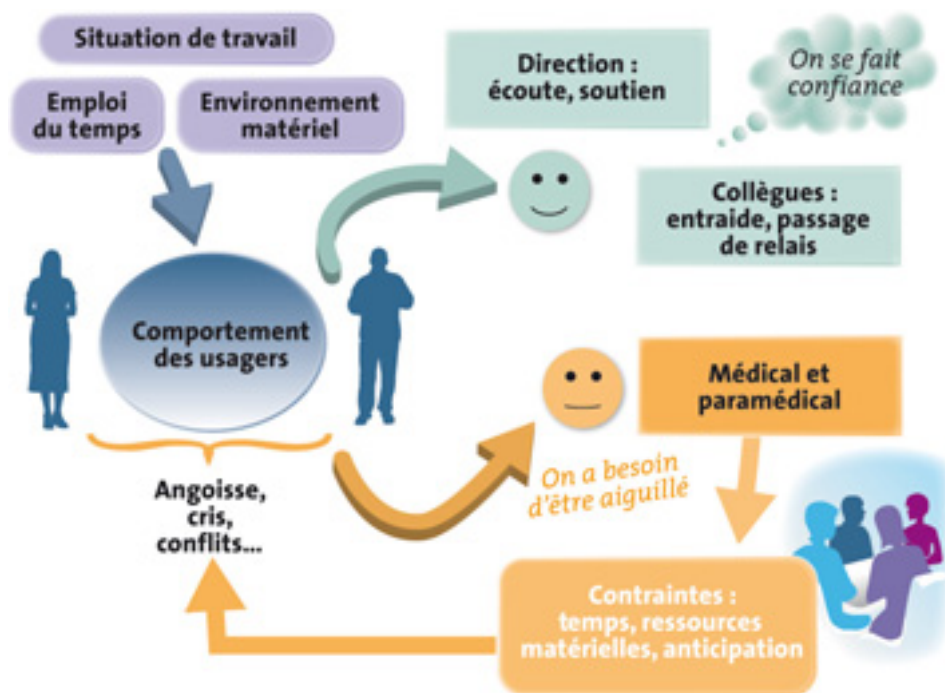 Situation de travail
Emploi
du temps
Environnement
matériel
Direction :
écoute, soutien
On se fait
confiance
Collègues :
entraide, passage
de relais
Comportement
des usagers
Médical et
paramédical
On a besoin
d'être aiguillé
Angoisse,
cris,
conflits...
Contraintes :
temps, ressources
matérielles, anticipation